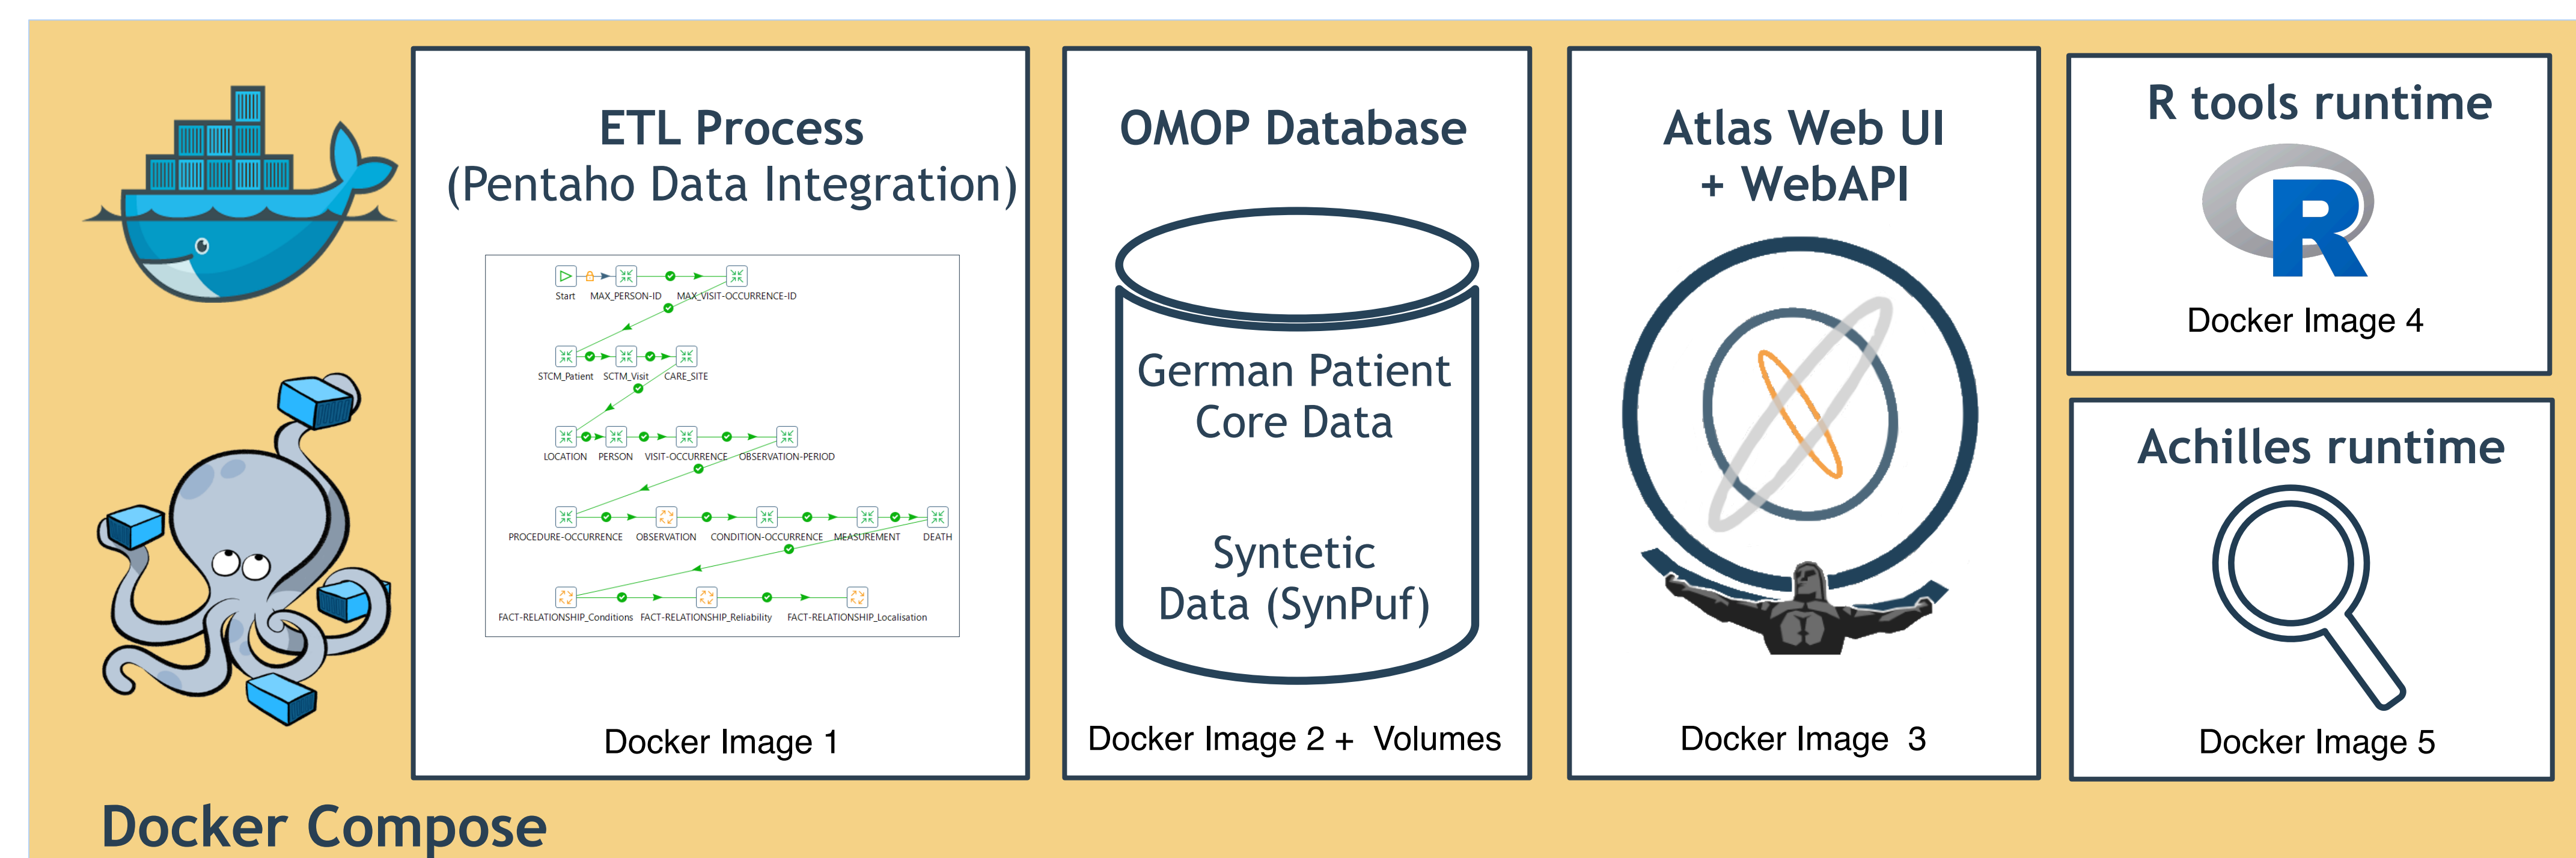 ETL Process
(Pentaho Data Integration)
Start MAX_PERSON-ID MAX_VISIT-OCCURRENCE-ID
STCM_Patient SCTM_Visit CARE_SITE
LOCATION PERSON VISIT-OCCURRENCE OBSERVATION-PERIOD
PROCEDURE-OCCURRENCE OBSERVATION CONDITION-OCCURRENCE MEASUREMENT DEATH
FACT-RELATIONSHIP_Conditions FACT-RELATIONSHIP_Reliability FACT-RELATIONSHIP_Localisation
Docker Image 1
OMOP Database
German Patient
Core Data
Syntetic
Data (SynPuf)
Docker Image 2 + Volumes
Atlas Web UI
+ WebAPI
Docker Image 3
R tools runtime
R
Docker Image 4
Achilles runtime
Docker Image 5
Docker Compose